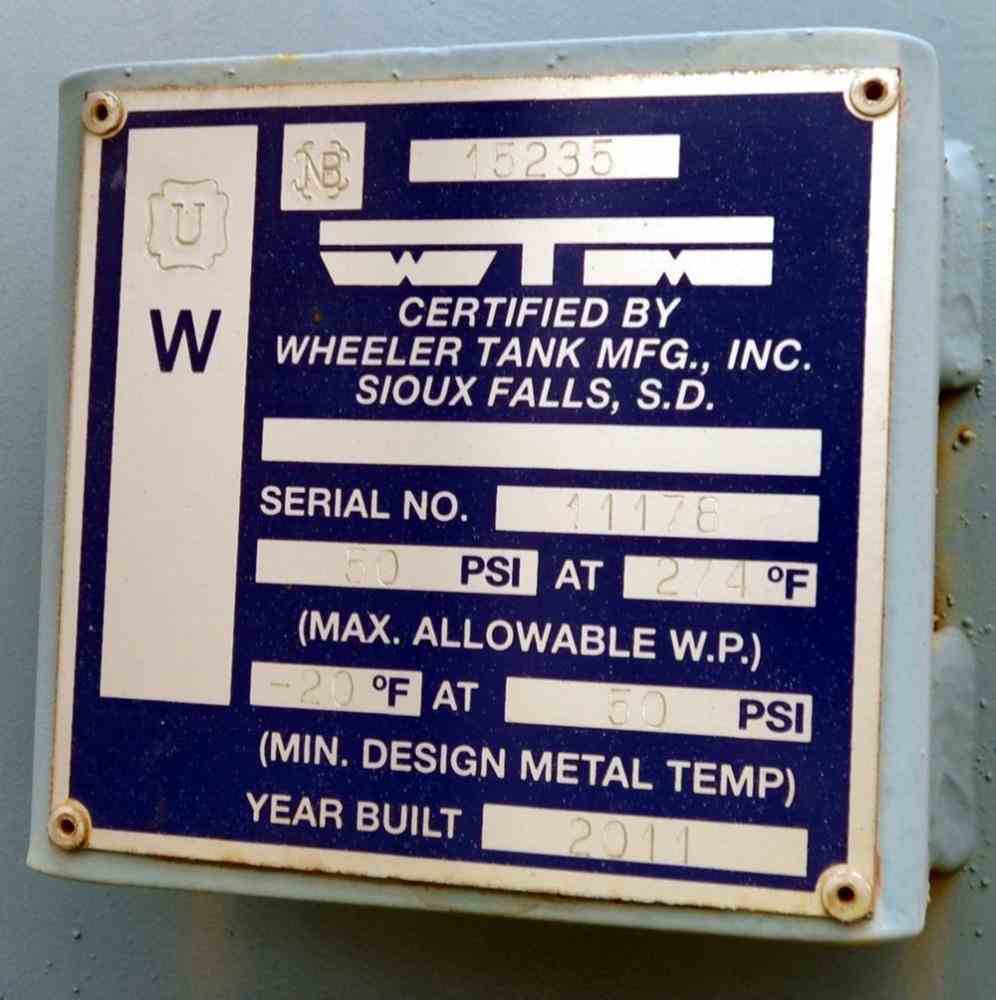 U
W
NB 15235
WTM
CERTIFIED BY
WHEELER TANK MFG., INC.
SIOUX FALLS, S.D.
SERIAL NO. 11178
50 PSI AT 274 °F
(MAX. ALLOWABLE W.P.)
-20 °F AT 50 PSI
(MIN. DESIGN METAL TEMP)
YEAR BUILT 2011